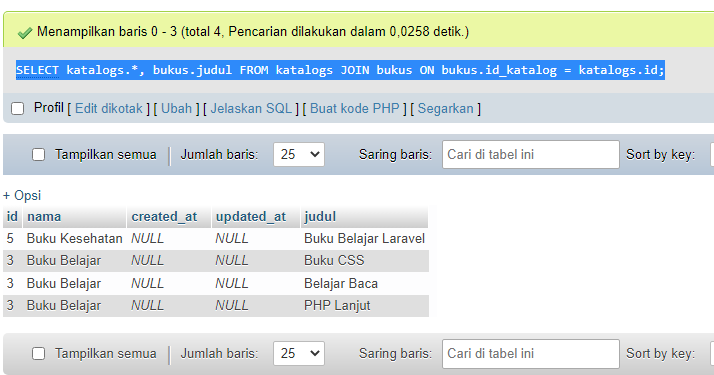 Menampilkan baris 0 - 3 (total 4, Pencarian dilakukan dalam 0,0258 detik.)
SELECT katalogs.*, bukus.judul FROM katalogs JOIN bukus ON bukus.id_katalog = katalogs.id;
Profil [ Edit dikotak ] [ Ubah ] [ Jelaskan SQL ] [ Buat kode PHP ] [ Segarkan ]
Tampilkan semua | Jumlah baris: 25 Saring baris: Cari di tabel ini Sort by key:
+ Opsi
id nama created_at updated_at judul
5 Buku Kesehatan NULL NULL Buku Belajar Laravel
3 Buku Belajar NULL NULL Buku CSS
3 Buku Belajar NULL NULL Belajar Baca
3 Buku Belajar NULL NULL PHP Lanjut
Tampilkan semua | Jumlah baris: 25 Saring baris: Cari di tabel ini Sort by key: